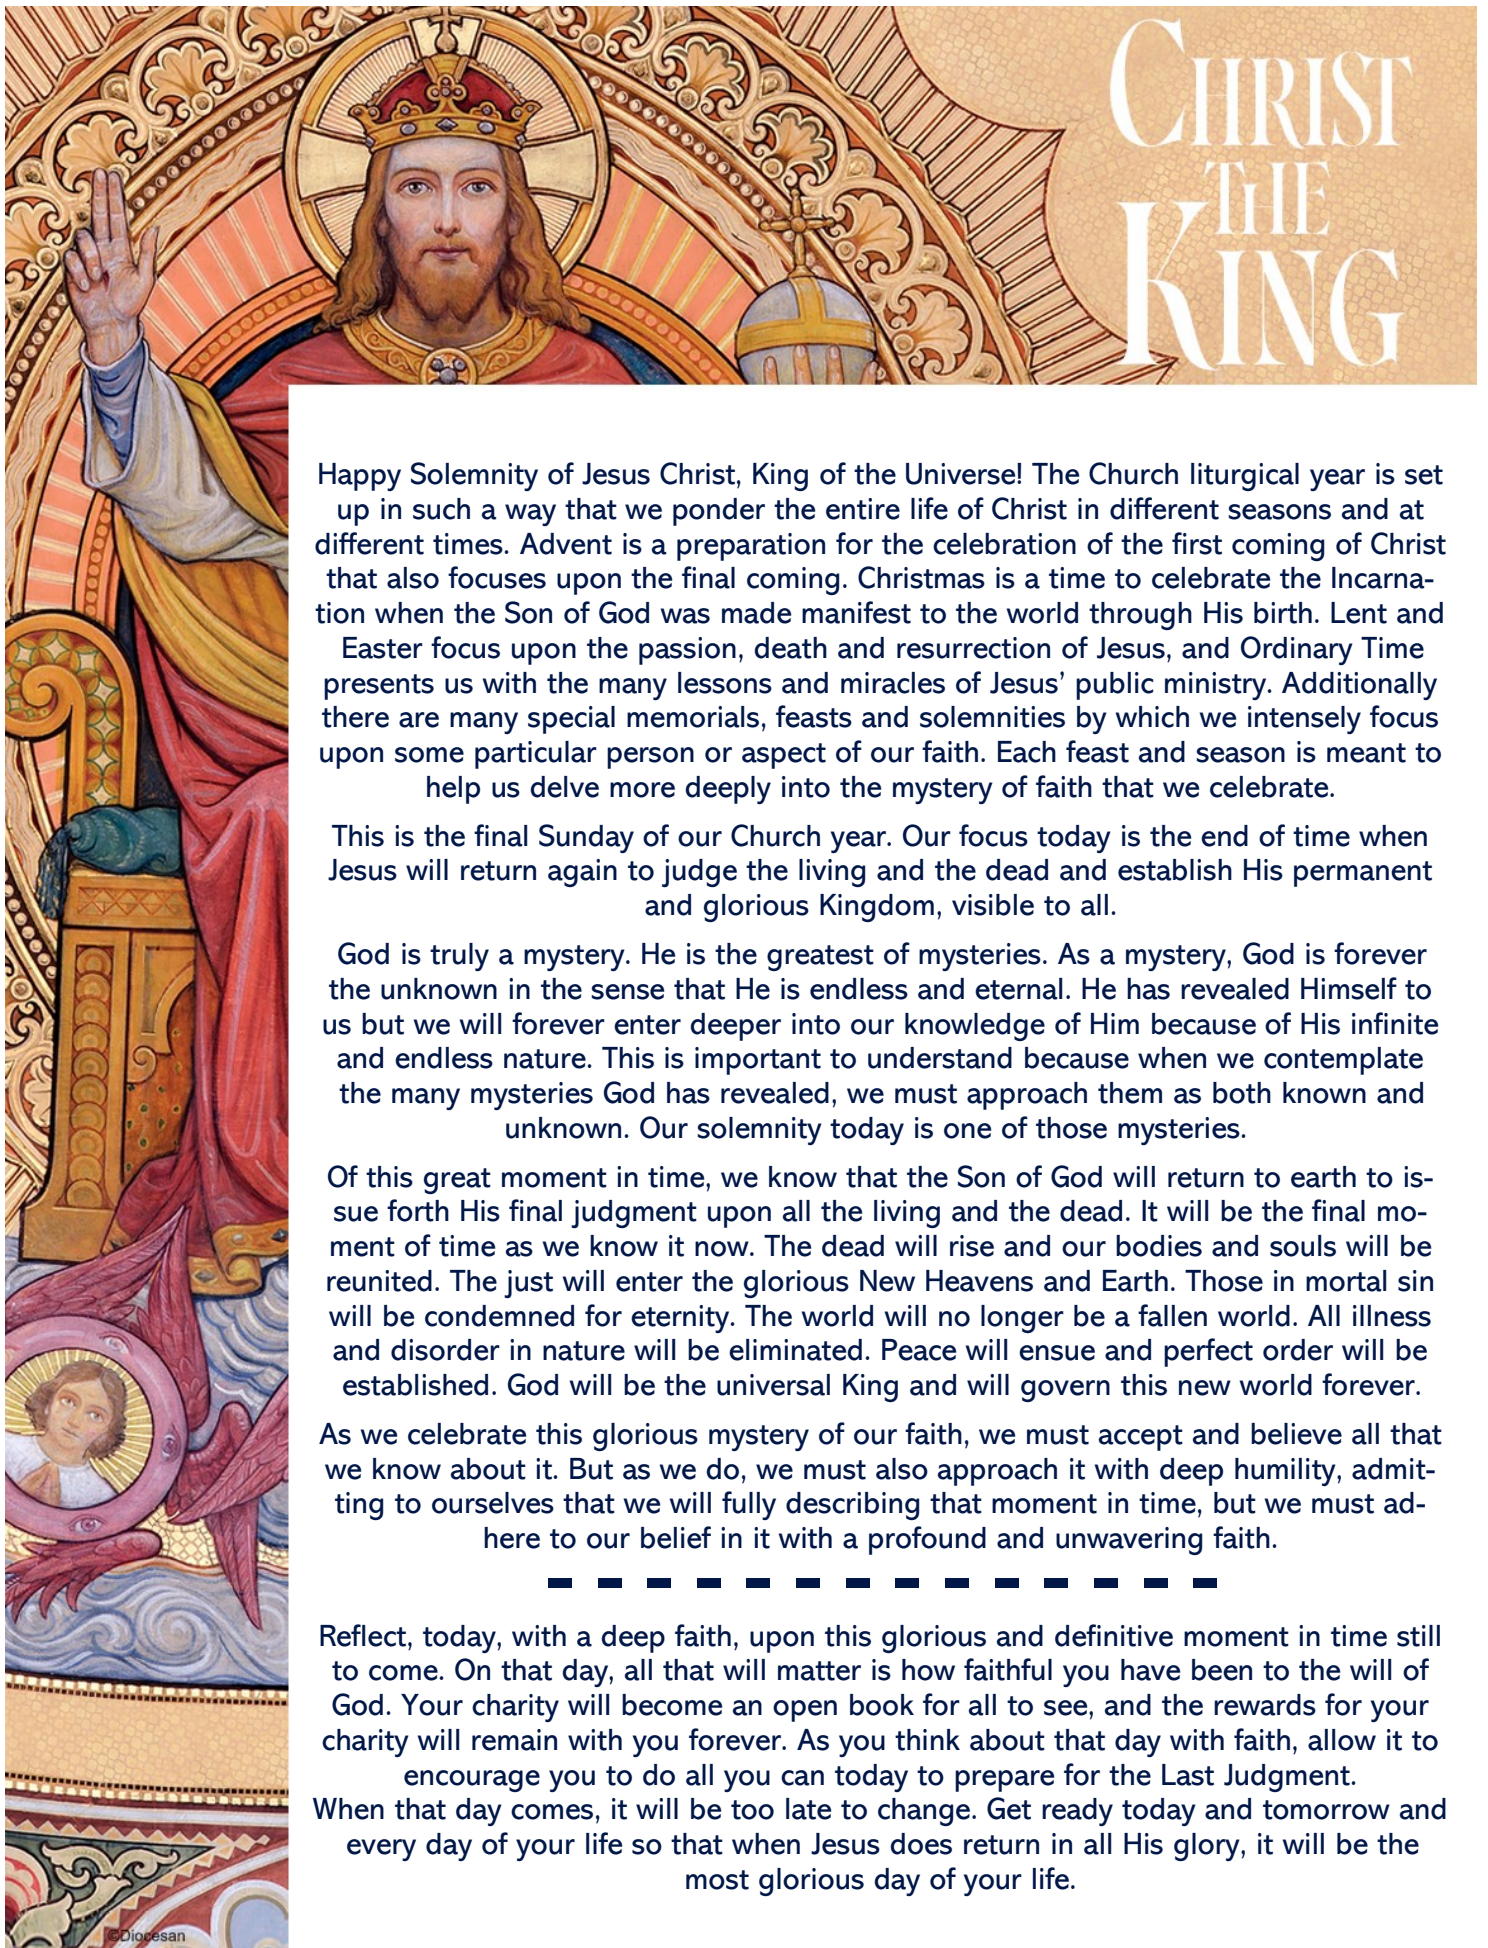 CHRIST
THE
KING
Happy Solemnity of Jesus Christ, King of the Universe! The Church liturgical year is set
up in such a way that we ponder the entire life of Christ in different seasons and at
different times. Advent is a preparation for the celebration of the first coming of Christ
that also focuses upon the final coming. Christmas is a time to celebrate the Incarna-
tion when the Son of God was made manifest to the world through His birth. Lent and
Easter focus upon the passion, death and resurrection of Jesus, and Ordinary Time
presents us with the many lessons and miracles of Jesus’ public ministry. Additionally
there are many special memorials, feasts and solemnities by which we intensely focus
upon some particular person or aspect of our faith. Each feast and season is meant to
help us delve more deeply into the mystery of faith that we celebrate.
This is the final Sunday of our Church year. Our focus today is the end of time when
Jesus will return again to judge the living and the dead and establish His permanent
and glorious Kingdom, visible to all.
God is truly a mystery. He is the greatest of mysteries. As a mystery, God is forever
the unknown in the sense that He is endless and eternal. He has revealed Himself to
us but we will forever enter deeper into our knowledge of Him because of His infinite
and endless nature. This is important to understand because when we contemplate
the many mysteries God has revealed, we must approach them as both known and
unknown. Our solemnity today is one of those mysteries.
Of this great moment in time, we know that the Son of God will return to earth to is-
sue forth His final judgment upon all the living and the dead. It will be the final mo-
ment of time as we know it now. The dead will rise and our bodies and souls will be
reunited. The just will enter the glorious New Heavens and Earth. Those in mortal sin
will be condemned for eternity. The world will no longer be a fallen world. All illness
and disorder in nature will be eliminated. Peace will ensue and perfect order will be
established. God will be the universal King and will govern this new world forever.
As we celebrate this glorious mystery of our faith, we must accept and believe all that
we know about it. But as we do, we must also approach it with deep humility, admit-
ting to ourselves that we will fully describing that moment in time, but we must ad-
here to our belief in it with a profound and unwavering faith.
Reflect, today, with a deep faith, upon this glorious and definitive moment in time still
to come. On that day, all that will matter is how faithful you have been to the will of
God. Your charity will become an open book for all to see, and the rewards for your
charity will remain with you forever. As you think about that day with faith, allow it to
encourage you to do all you can today to prepare for the Last Judgment.
When that day comes, it will be too late to change. Get ready today and tomorrow and
every day of your life so that when Jesus does return in all His glory, it will be the
most glorious day of your life.
©Diocesan